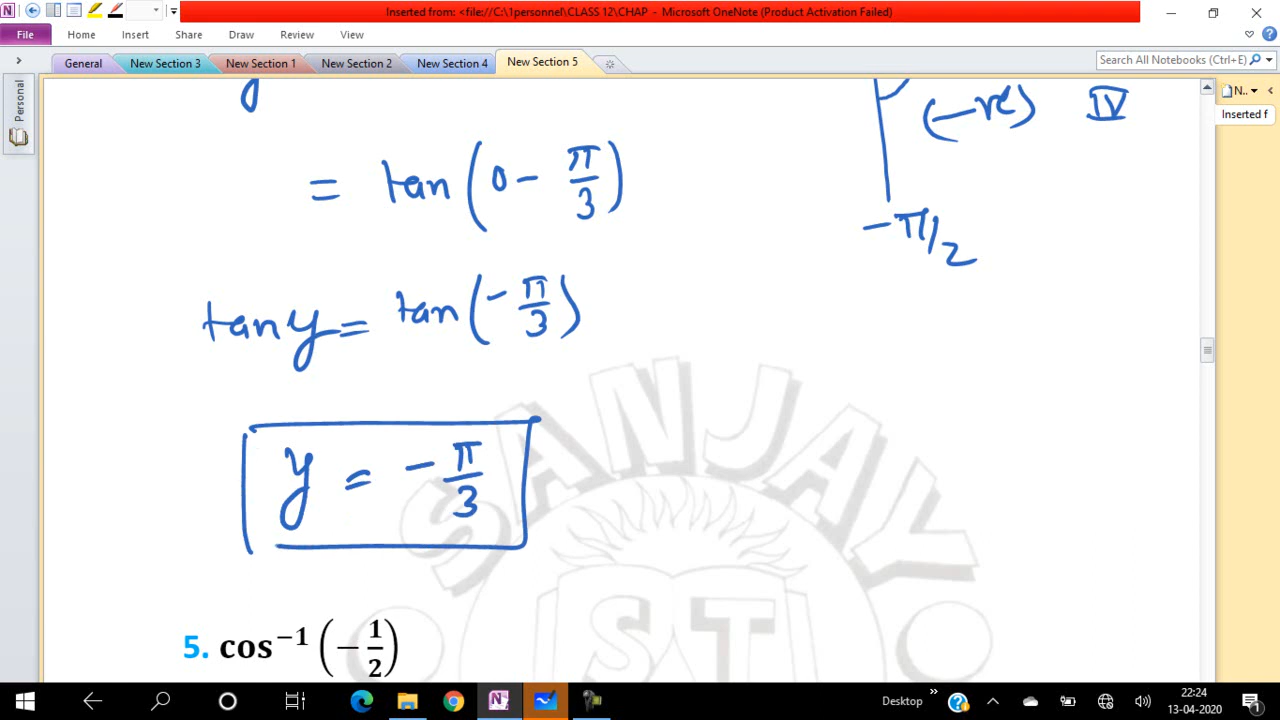 Inserted from: <file://C:\1personnel\CLASS 12\CHAP - Microsoft OneNote (Product Activation Failed)
File Home Insert Share Draw Review View
General New Section 3 New Section 1 New Section 2 New Section 4 New Section 5 Search All Notebooks (Ctrl+E)
Personal
N..
Inserted f
y
(-ve) IV
= tan(0 - π/3)
-π/2
tan y = tan(-π/3)
y = -π/3
SANJAY
STI
5. cos⁻¹(-1/2)
Desktop
22:24
13-04-2020
1